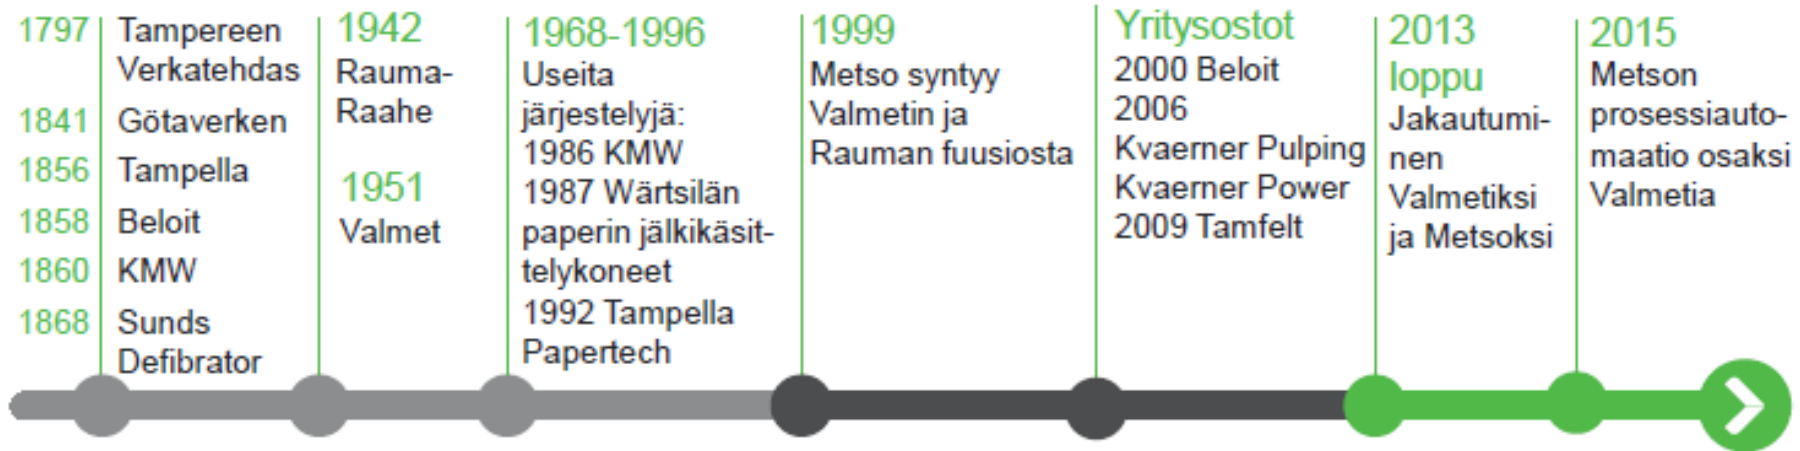 1797 Tampereen
Verkatehdas
1841 Götaverken
1856 Tampella
1858 Beloit
1860 KMW
1868 Sunds
Defibrator
1942
Rauma-
Raahe
1951
Valmet
1968-1996
Useita
järjestelyjä:
1986 KMW
1987 Wärtsilän
paperin jälkikäsit-
telykoneet
1992 Tampella
Papertech
1999
Metso syntyy
Valmetin ja
Rauman fuusiosta
Yritysostot
2000 Beloit
2006
Kvaerner Pulping
Kvaerner Power
2009 Tamfelt
2013
loppu
Jakautumi-
nen
Valmetiksi
ja Metsoksi
2015
Metson
prosessiauto-
maatio osaksi
Valmetia